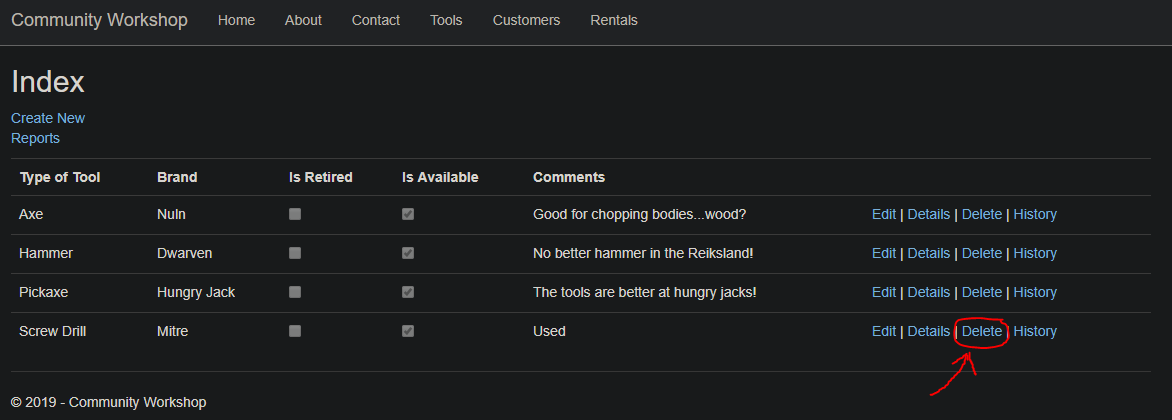 Community Workshop Home About Contact Tools Customers Rentals
Index
Create New
Reports
Type of Tool Brand Is Retired Is Available Comments
Axe Nuln Good for chopping bodies...wood? Edit | Details | Delete | History
Hammer Dwarven No better hammer in the Reiksland! Edit | Details | Delete | History
Pickaxe Hungry Jack The tools are better at hungry jacks! Edit | Details | Delete | History
Screw Drill Mitre Used Edit | Details | Delete | History
© 2019 - Community Workshop